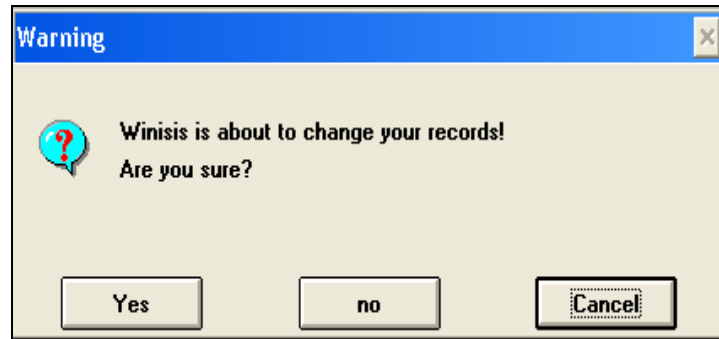 Warning
Winisis is about to change your records!
Are you sure?
Yes no Cancel